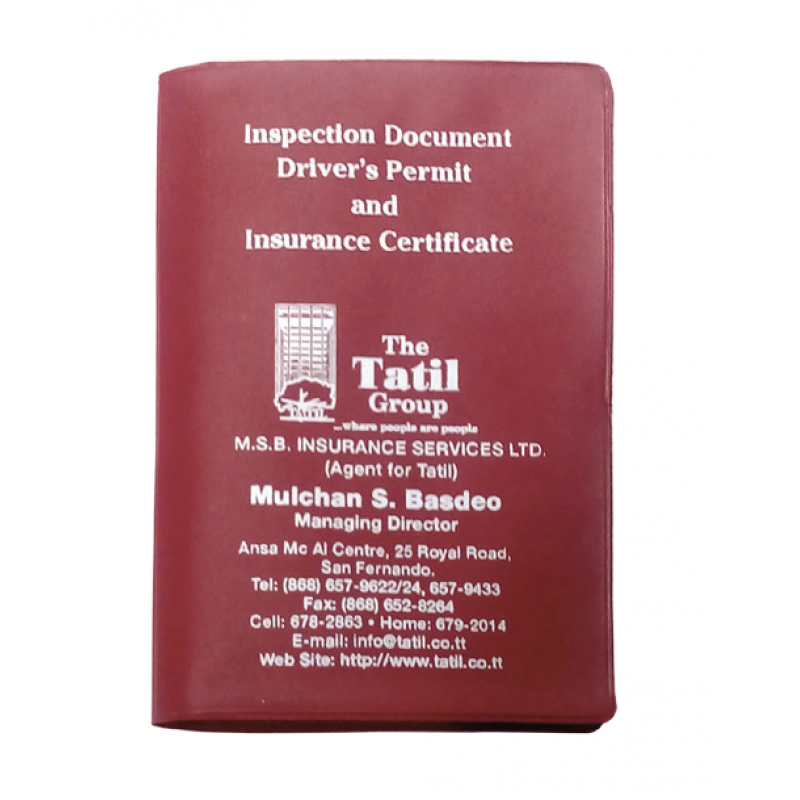 Inspection Document
Driver's Permit
and
Insurance Certificate
The
Tatil
Group
TATIL
...where people are people
M.S.B. INSURANCE SERVICES LTD.
(Agent for Tatil)
Mulchan S. Basdeo
Managing Director
Ansa Mc Al Centre, 25 Royal Road,
San Fernando.
Tel: (868) 657-9622/24, 657-9433
Fax: (868) 652-8264
Cell: 678-2863 • Home: 679-2014
E-mail: info@tatil.co.tt
Web Site: http://www.tatil.co.tt